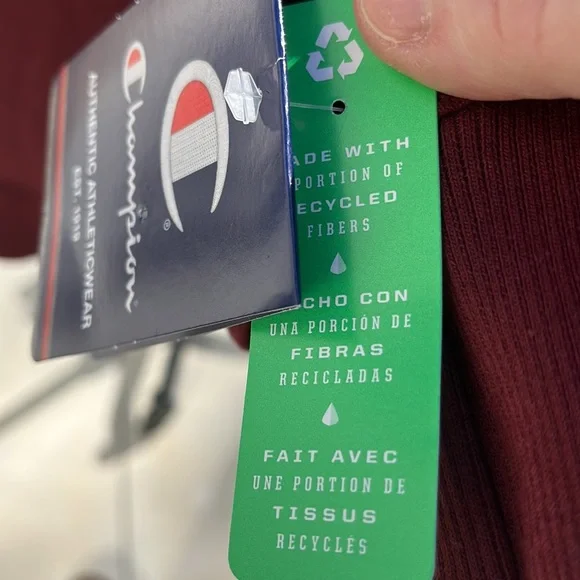 Champion
AUTHENTIC ATHLETICWEAR
EST. 1919
®
ADE WITH
PORTION OF
ECYCLED
FIBERS
CHO CON
UNA PORCIÓN DE
FIBRAS
RECICLADAS
FAIT AVEC
UNE PORTION DE
TISSUS
RECYCLÉS